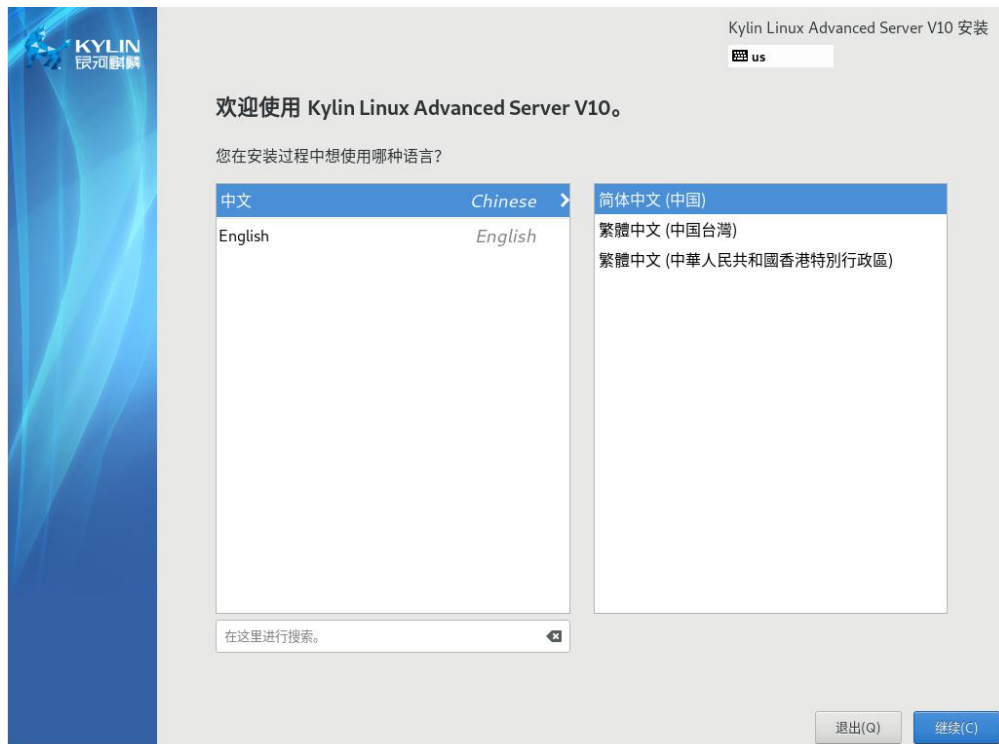 KYLIN
银河麒麟
Kylin Linux Advanced Server V10 安装
us
欢迎使用 Kylin Linux Advanced Server V10。
您在安装过程中想使用哪种语言？
中文 Chinese
English English
简体中文 (中国)
繁體中文 (中国台灣)
繁體中文 (中華人民共和國香港特別行政區)
在这里进行搜索。
退出(Q)
继续(C)